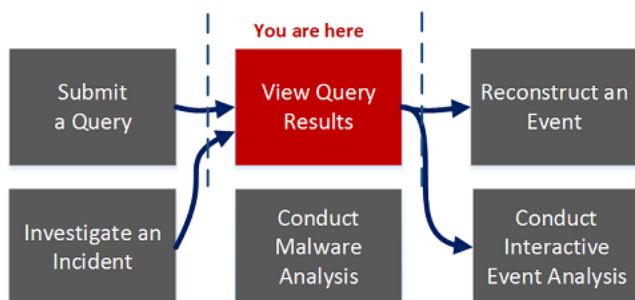 You are here
Submit
a Query
View Query
Results
Reconstruct an
Event
Investigate an
Incident
Conduct
Malware
Analysis
Conduct
Interactive
Event Analysis